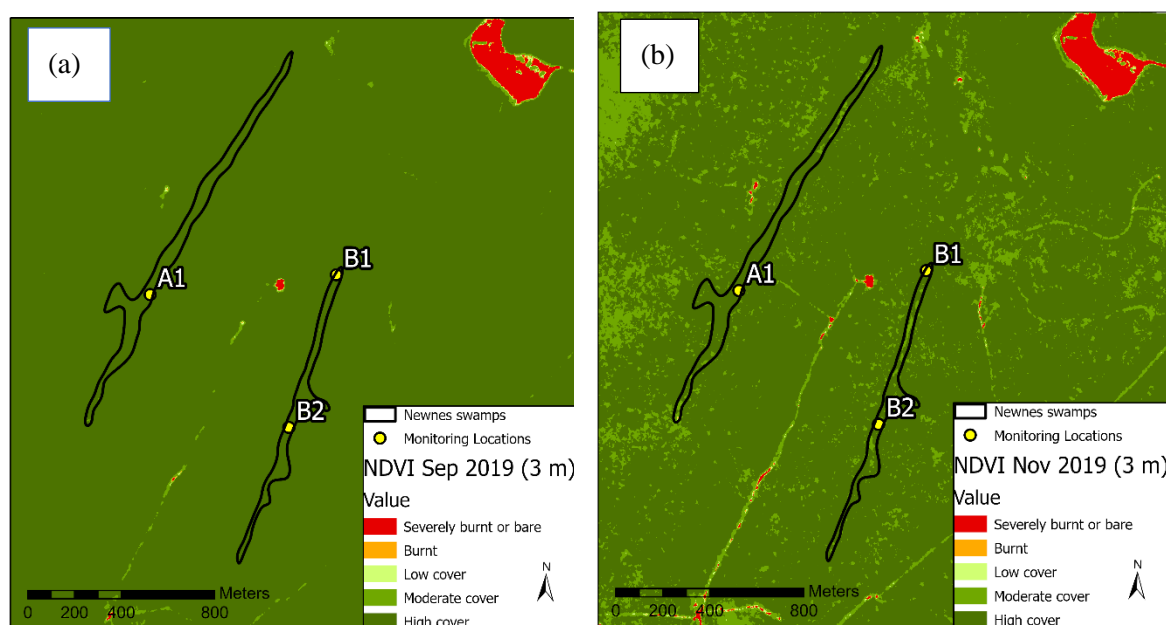 (a)
A1
B1
B2
Newnes swamps
Monitoring Locations
NDVI Sep 2019 (3 m)
Value
Severely burnt or bare
Burnt
Low cover
Moderate cover
High cover
Meters
0 200 400 800
N
(b)
A1
B1
B2
Newnes swamps
Monitoring Locations
NDVI Nov 2019 (3 m)
Value
Severely burnt or bare
Burnt
Low cover
Moderate cover
High cover
Meters
0 200 400 800
N